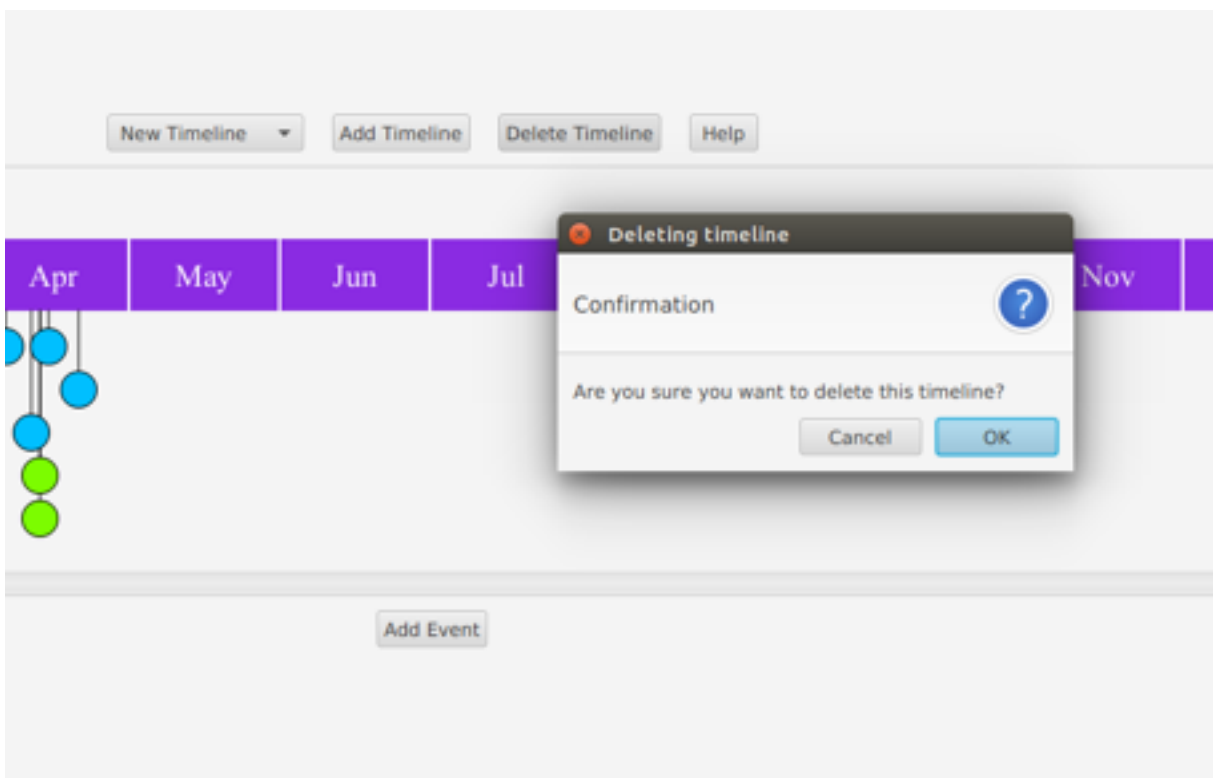 New Timeline Add Timeline Delete Timeline Help
Deleting timeline
Apr May Jun Jul Nov
Confirmation
?
Are you sure you want to delete this timeline?
Cancel OK
Add Event